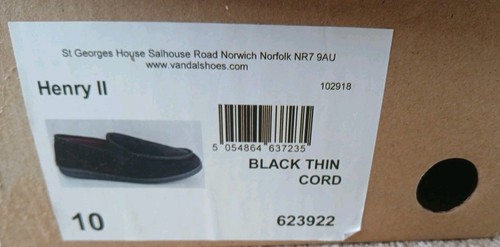 St Georges House Salhouse Road Norwich Norfolk NR7 9AU
www.vandalshoes.com
Henry II
102918
5 054864 637235
BLACK THIN
CORD
10
623922